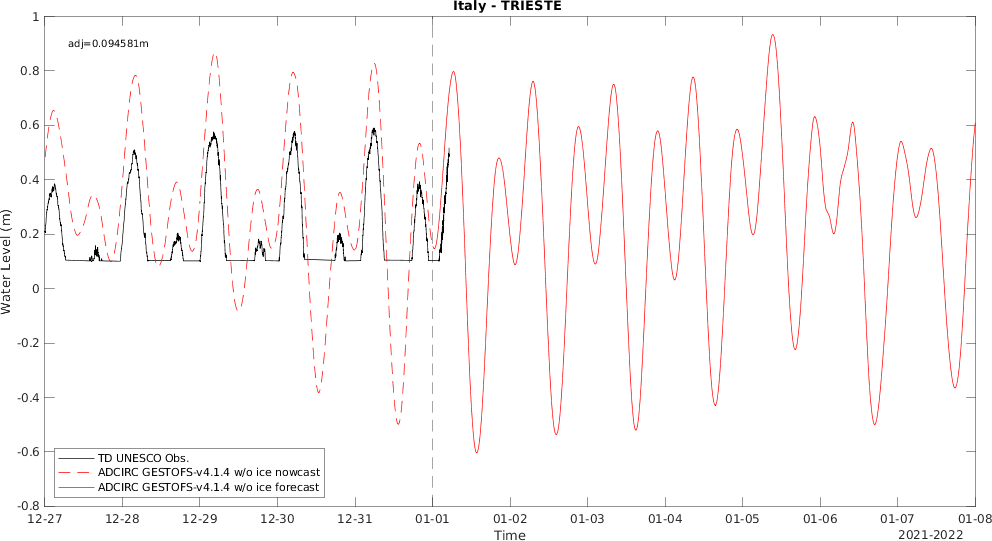 Italy - TRIESTE
adj=0.094581m
Water Level (m)
1
0.8
0.6
0.4
0.2
0
-0.2
-0.4
-0.6
-0.8
TD UNESCO Obs.
ADCIRC GESTOFS-v4.1.4 w/o ice nowcast
ADCIRC GESTOFS-v4.1.4 w/o ice forecast
12-27 12-28 12-29 12-30 12-31 01-01 01-02 01-03 01-04 01-05 01-06 01-07 01-08
Time
2021-2022